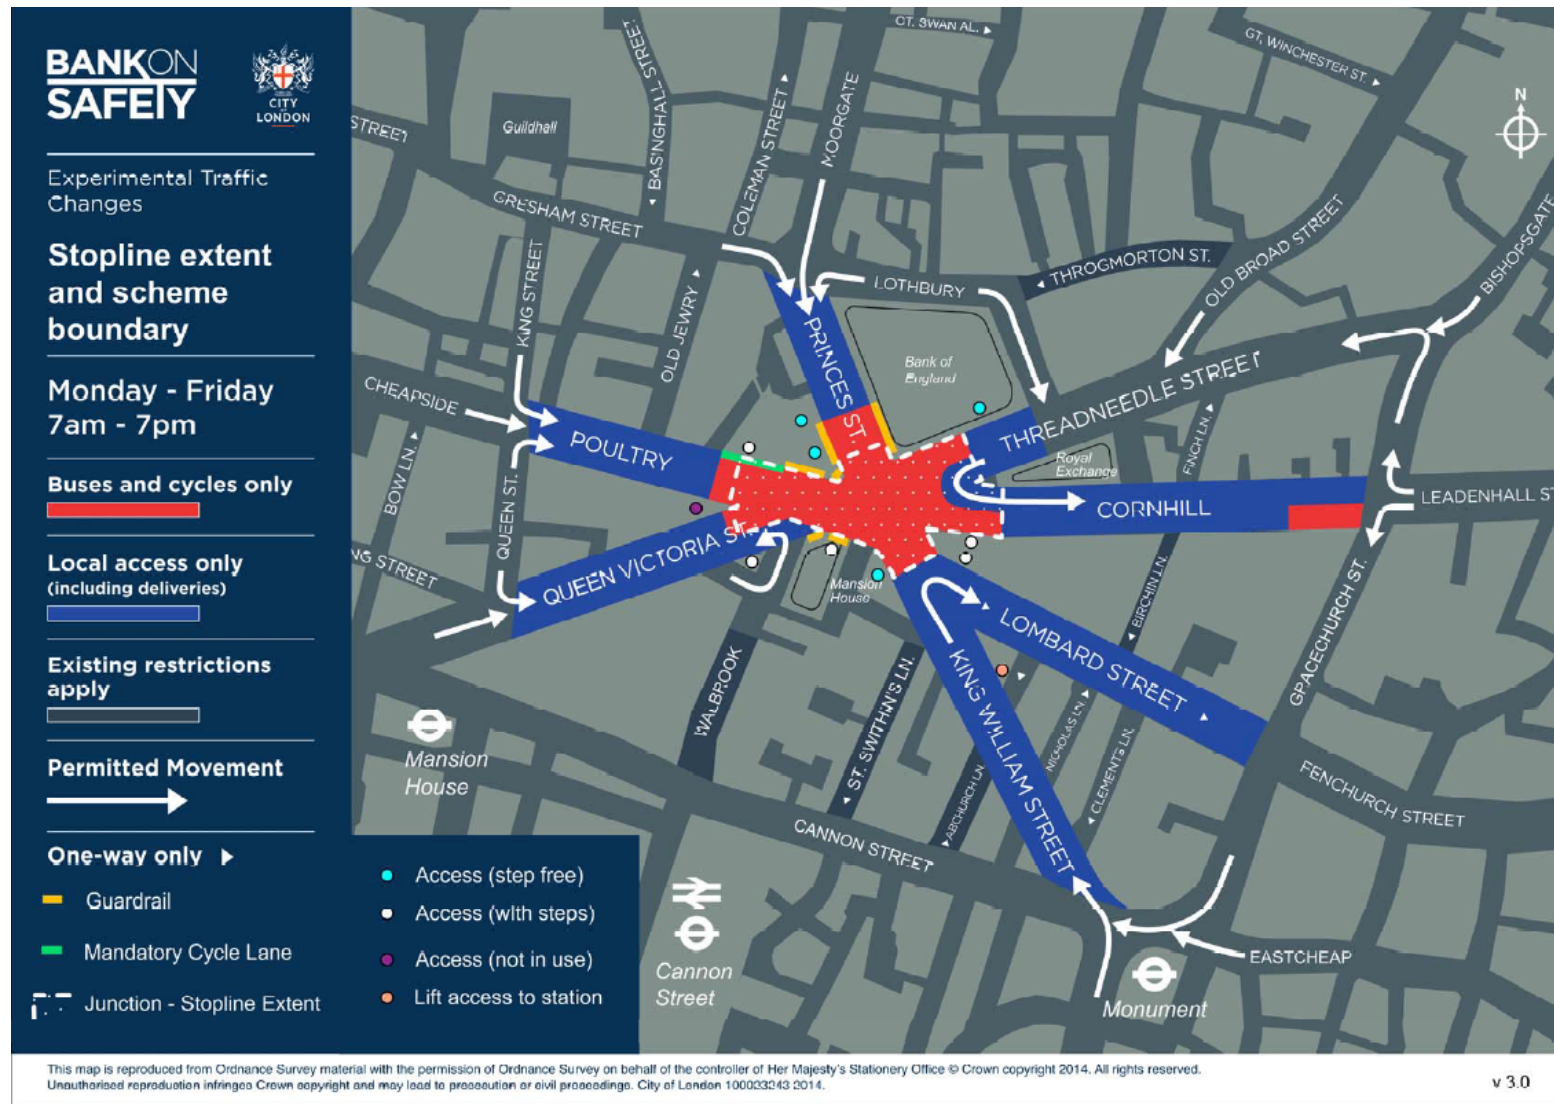 BANK ON
SAFETY
CITY
LONDON
Experimental Traffic
Changes
Stopline extent
and scheme
boundary
Monday - Friday
7am - 7pm
Buses and cycles only
Local access only
(including deliveries)
Existing restrictions
apply
Permitted Movement
One-way only
Guardrail
Mandatory Cycle Lane
Junction - Stopline Extent
Access (step free)
Access (with steps)
Access (not in use)
Lift access to station
STREET
Guildhall
BASINGHALL STREET
COLEMAN STREET
MOORGATE
GT. SWAN AL.
GT. WINCHESTER ST.
N
GRESHAM STREET
KING STREET
OLD JEWRY
LOTHBURY
THROGMORTON ST.
OLD BROAD STREET
BISHOPSGATE
CHEAPSIDE
BOW LN.
POULTRY
PRINCES ST.
Bank of
England
THREADNEEDLE STREET
Royal
Exchange
FINCH LN.
CORNHILL
LEADENHALL ST
QUEEN ST.
NG STREET
QUEEN VICTORIA ST.
Mansion
House
WALBROOK
ST. SWITHIN'S LN.
LOMBARD STREET
KING WILLIAM STREET
BIRCHIN LN.
GRACECHURCH ST.
NICHOLAS LN.
ABCHURCH LN.
CLEMENTS LN.
FENCHURCH STREET
CANNON STREET
EASTCHEAP
Mansion
House
Cannon
Street
Monument
This map is reproduced from Ordnance Survey material with the permission of Ordnance Survey on behalf of the controller of Her Majesty's Stationery Office © Crown copyright 2014. All rights reserved.
Unauthorised reproduction infringes Crown copyright and may lead to prosecution or civil proceedings. City of London 100023243 2014.
v 3.0